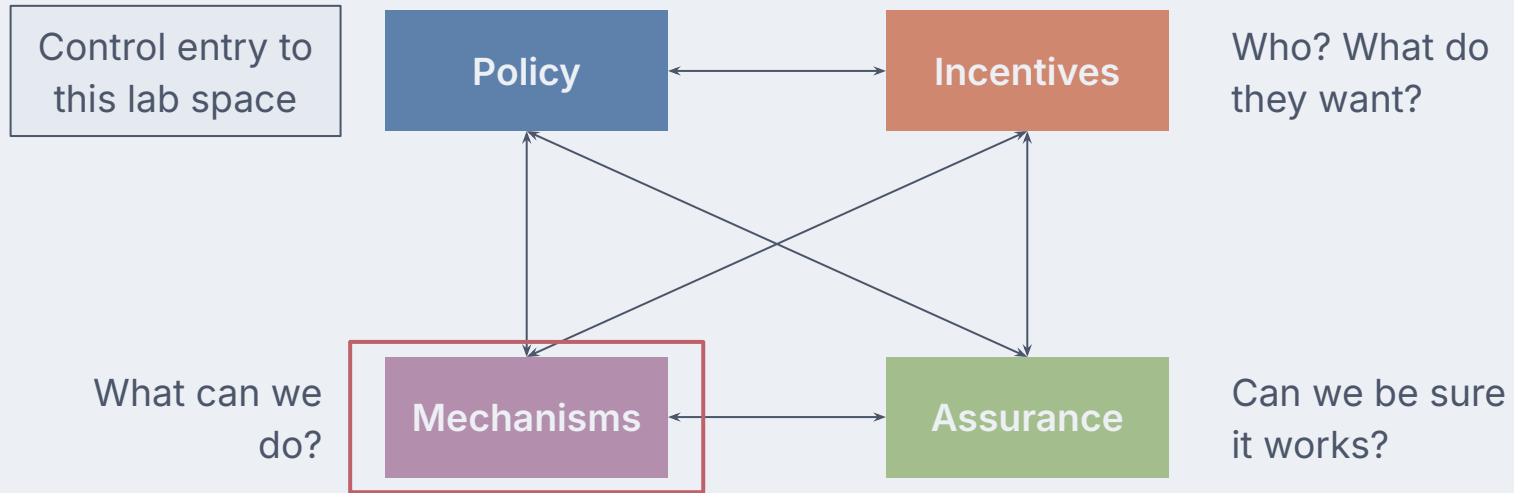 Control entry to
this lab space
Policy
Incentives
Who? What do
they want?
What can we
do?
Mechanisms
Assurance
Can we be sure
it works?